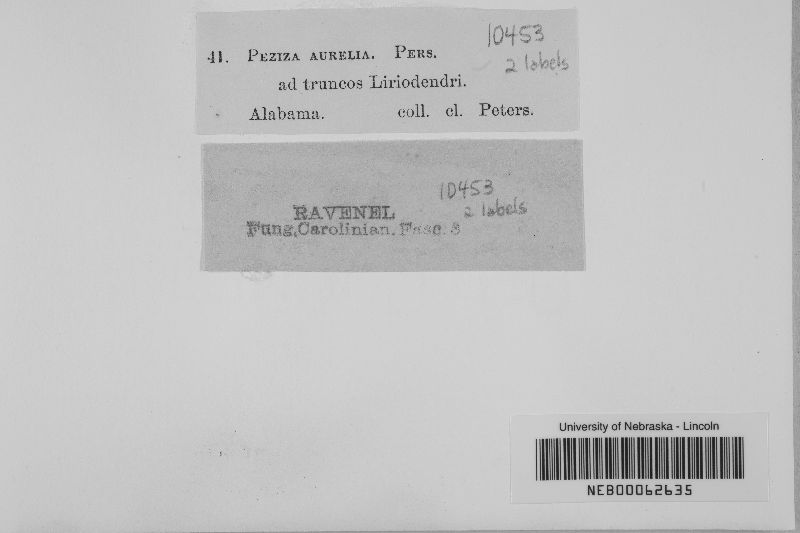 41. PEZIZA AURELIA. PERS.
10453
2 labels
ad truncos Liriodendri.
Alabama. coll. cl. Peters.
10453
2 labels
RAVENEL
Fung. Carolinian. Fasc. 3
University of Nebraska - Lincoln
NEB00062635